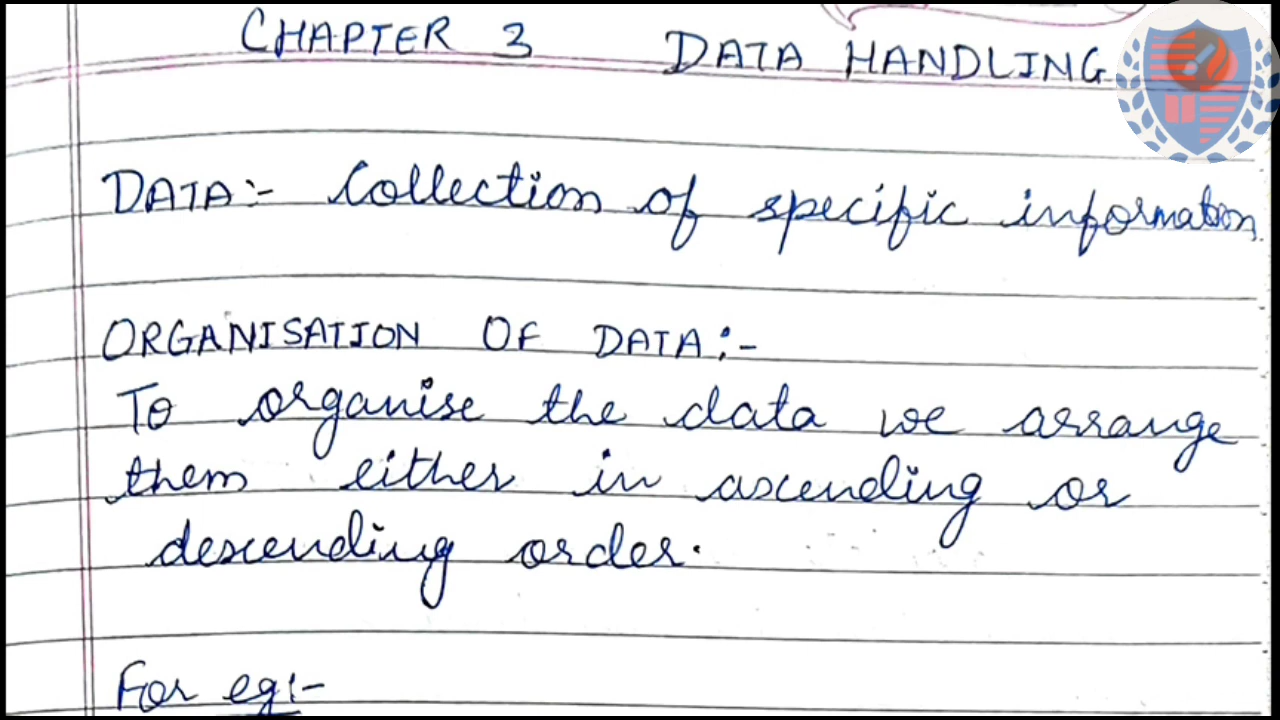 CHAPTER 3 DATA HANDLING
DATA:- Collection of specific information.
ORGANISATION OF DATA:-
To organise the data we arrange
them either in ascending or
descending order.
For eg:-